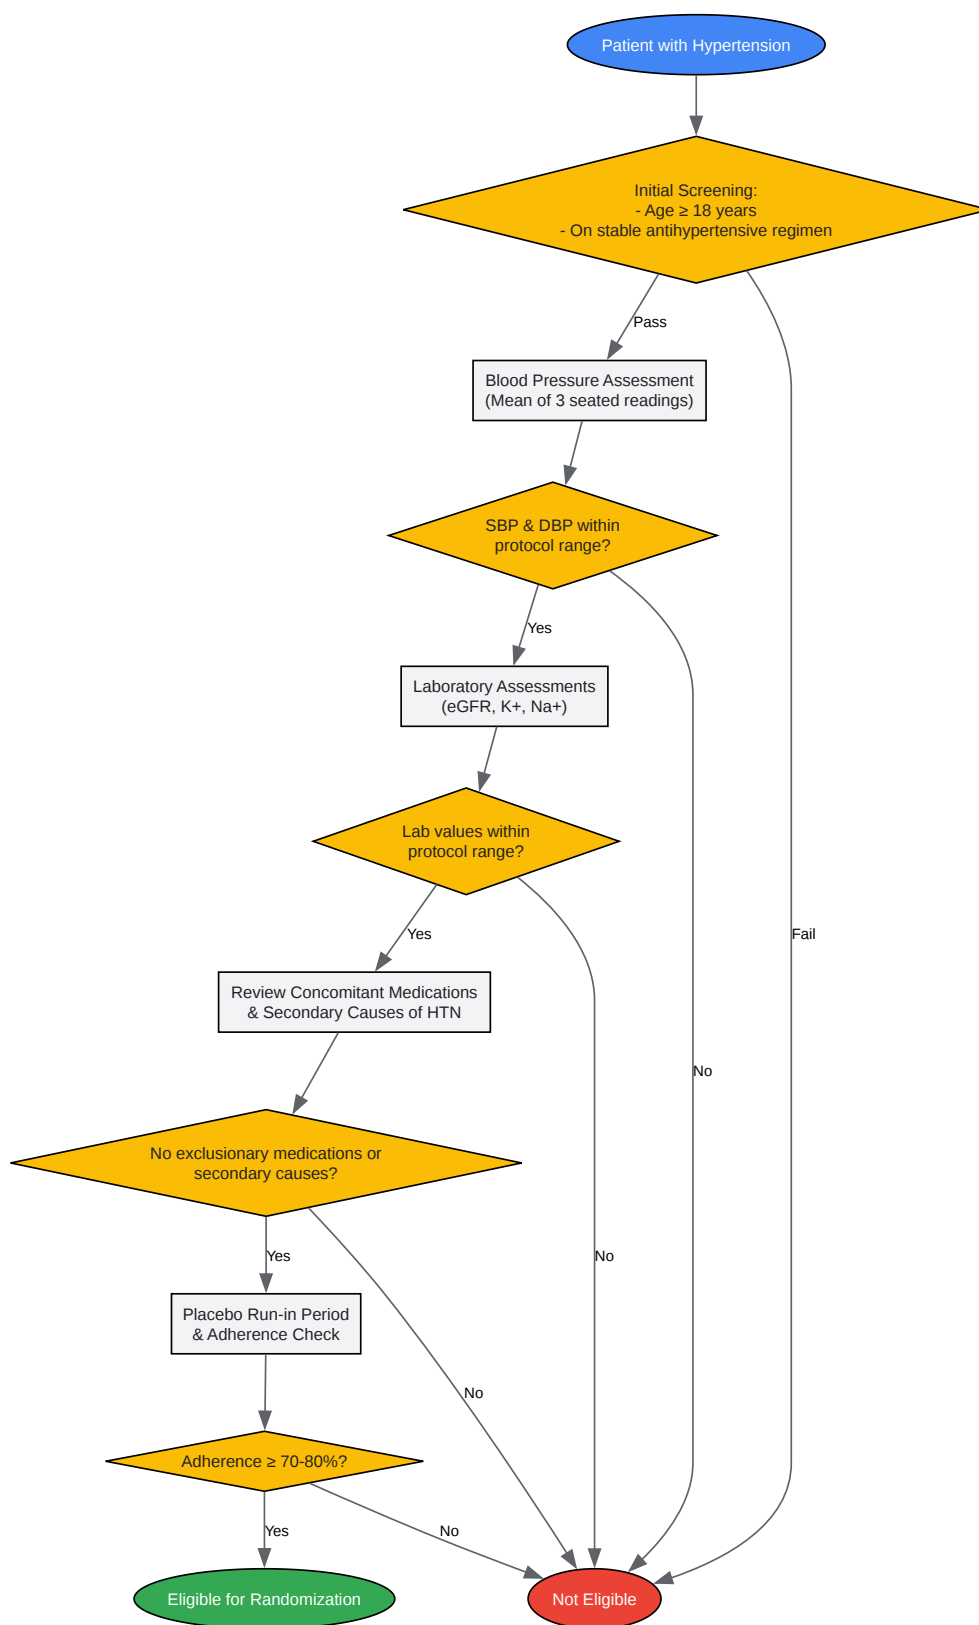 Patient with Hypertension
Initial Screening:
- Age ≥ 18 years
- On stable antihypertensive regimen
Pass
Blood Pressure Assessment
(Mean of 3 seated readings)
SBP & DBP within
protocol range?
Yes
Laboratory Assessments
(eGFR, K+, Na+)
Lab values within
protocol range?
Yes
Fail
Review Concomitant Medications
& Secondary Causes of HTN
No
No exclusionary medications or
secondary causes?
Yes
No
Placebo Run-in Period
& Adherence Check
No
Adherence ≥ 70-80%?
Yes
No
Eligible for Randomization
Not Eligible